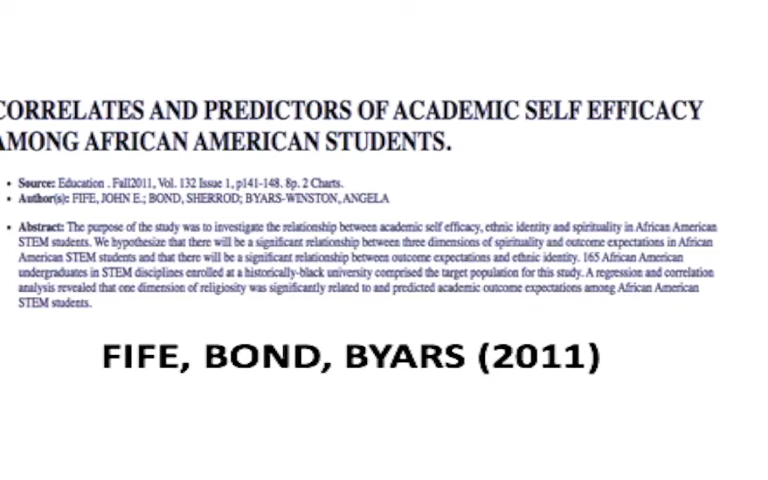 CORRELATES AND PREDICTORS OF ACADEMIC SELF EFFICACY
AMONG AFRICAN AMERICAN STUDENTS.
• Source: Education . Fall2011, Vol. 132 Issue 1, p141-148. 8p. 2 Charts.
• Author(s): FIFE, JOHN E.; BOND, SHERROD; BYARS-WINSTON, ANGELA
• Abstract: The purpose of the study was to investigate the relationship between academic self efficacy, ethnic identity and spirituality in African American
STEM students. We hypothesize that there will be a significant relationship between three dimensions of spirituality and outcome expectations in African
American STEM students and that there will be a significant relationship between outcome expectations and ethnic identity. 165 African American
undergraduates in STEM disciplines enrolled at a historically-black university comprised the target population for this study. A regression and correlation
analysis revealed that one dimension of religiosity was significantly related to and predicted academic outcome expectations among African American
STEM students.
FIFE, BOND, BYARS (2011)